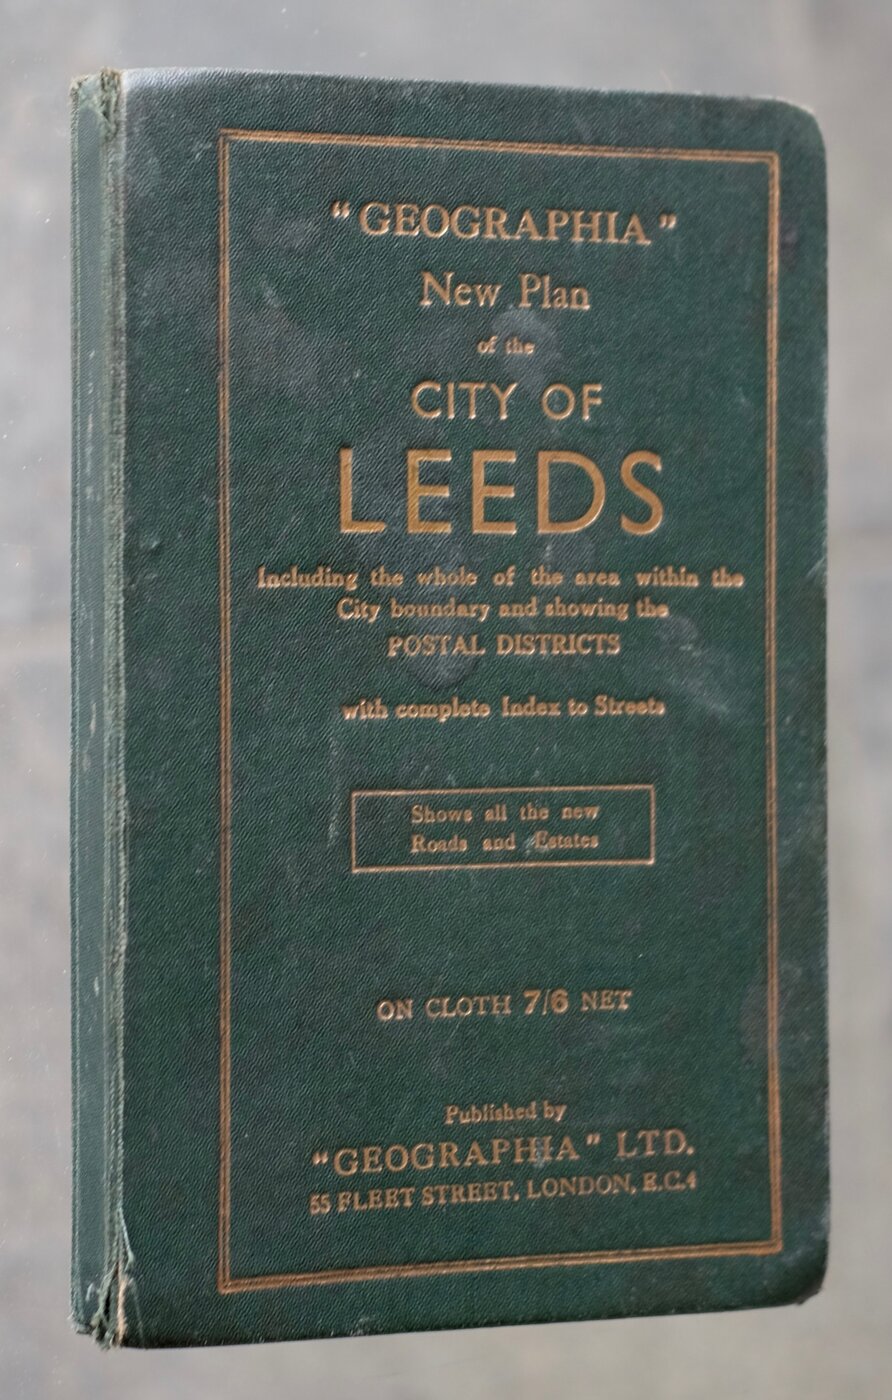 "GEOGRAPHIA"
New Plan
of the
CITY OF
LEEDS
Including the whole of the area within the
City boundary and showing the
POSTAL DISTRICTS
with complete Index to Streets
Shows all the new
Roads and Estates
ON CLOTH 7/6 NET
Published by
"GEOGRAPHIA" LTD.
55 FLEET STREET, LONDON, E.C.4